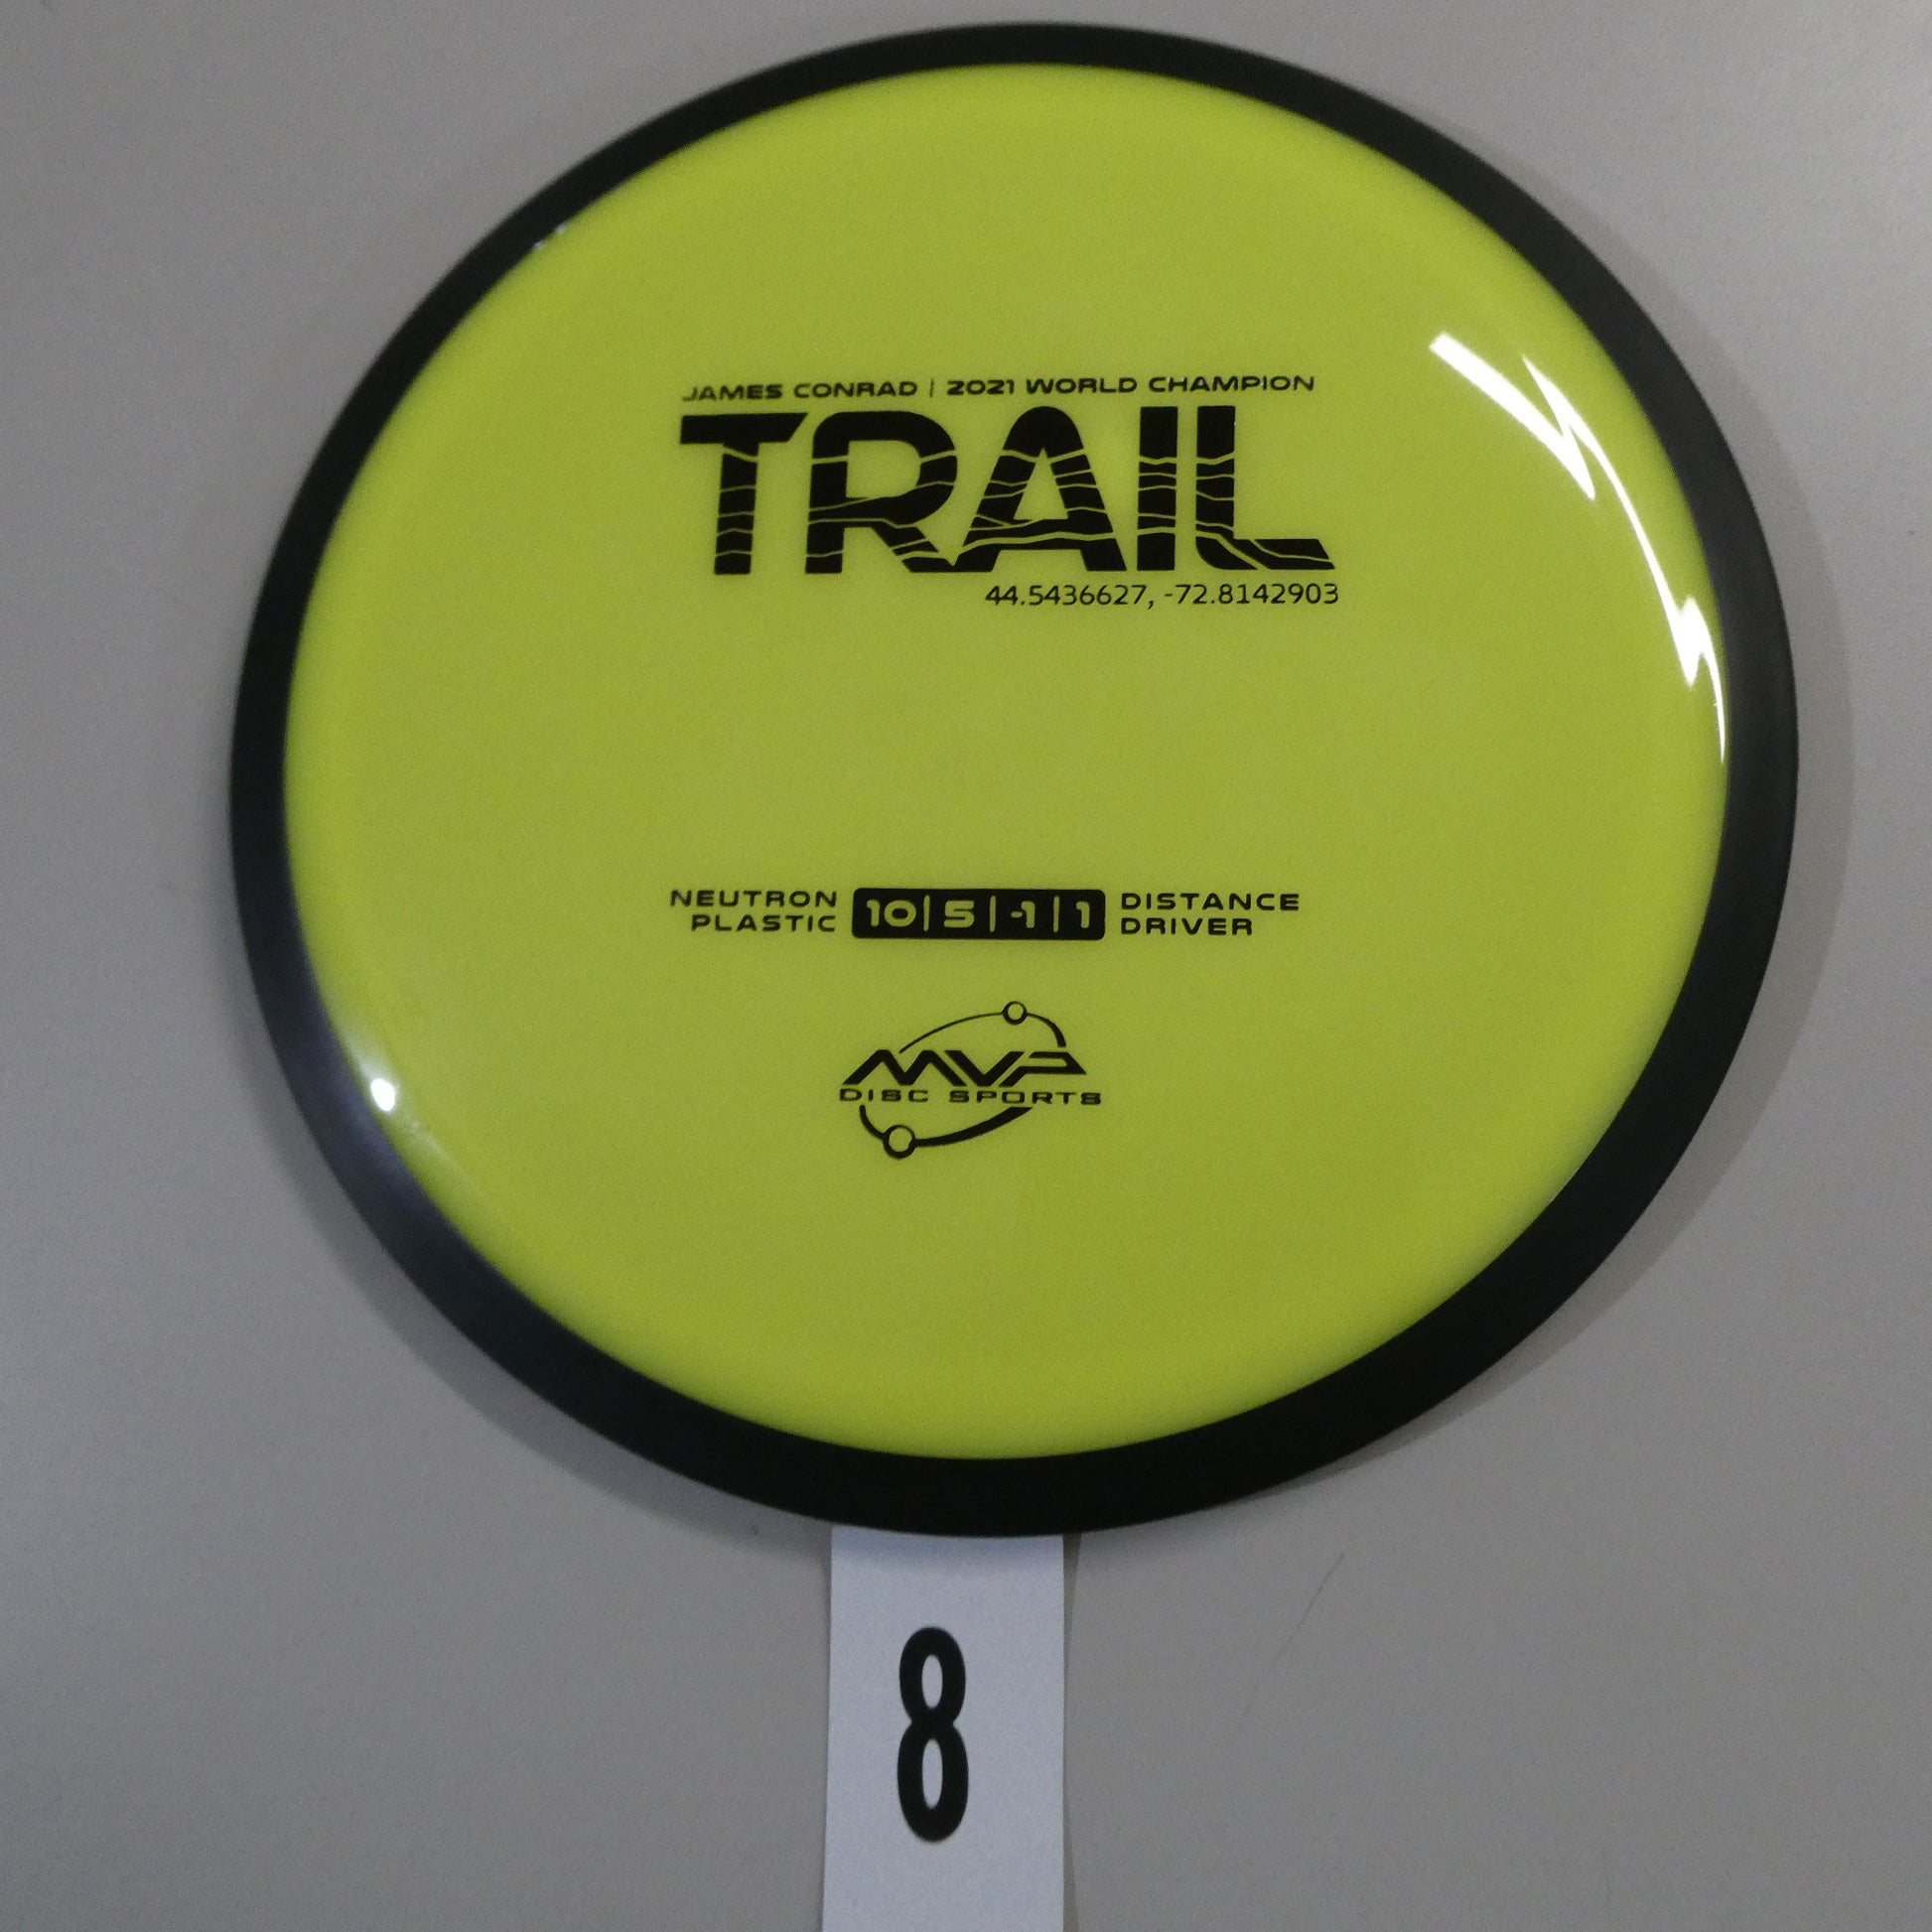 JAMES CONRAD | 2021 WORLD CHAMPION
TRAIL
44.5436627, -72.8142903
NEUTRON PLASTIC
10 | 5 | -1 | 1
DISTANCE DRIVER
MVP
DISC SPORTS
8